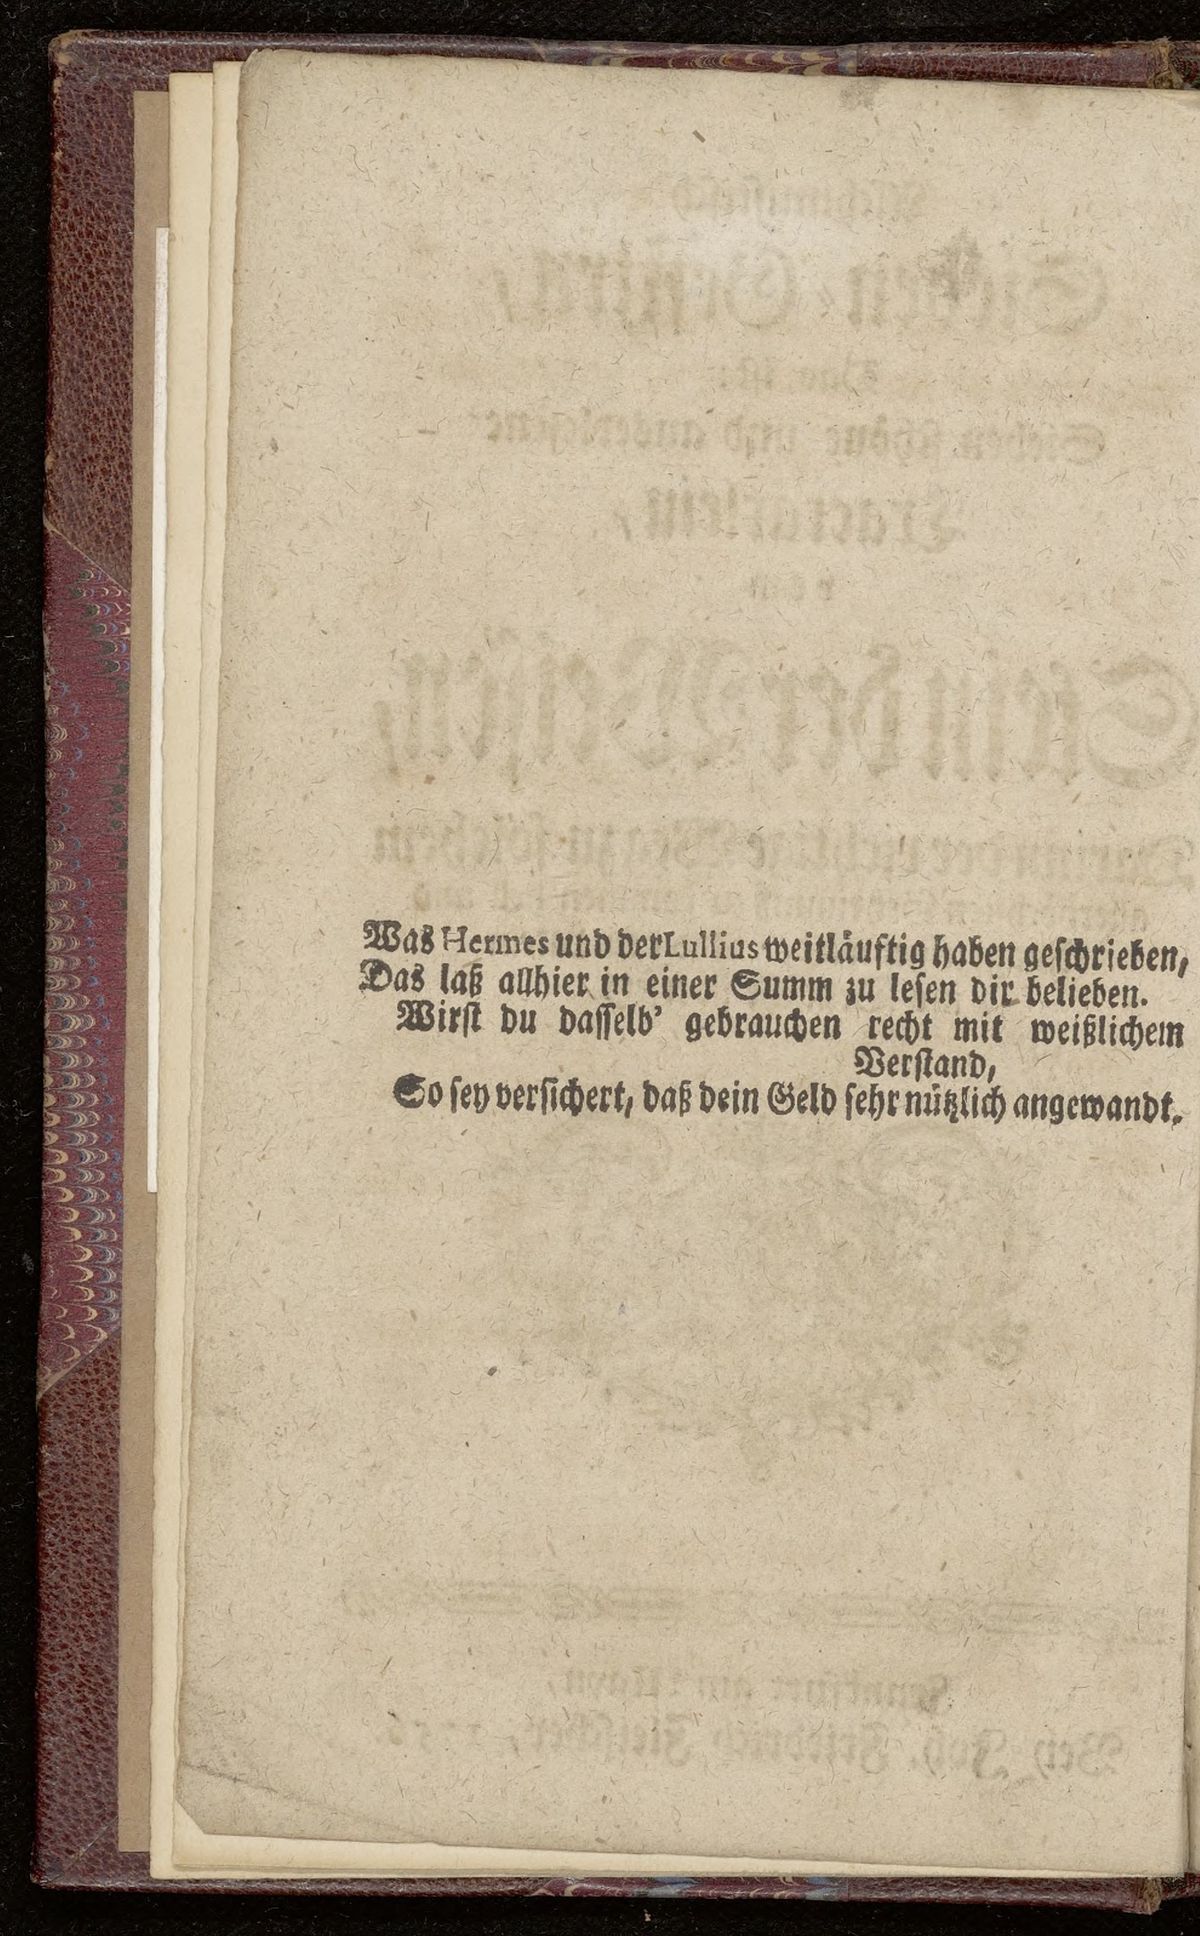 Was Hermes und der Lullius weitläuftig haben geschrieben,
Das laß allhier in einer Summ zu lesen dir belieben.
Wirst du dasselb' gebrauchen recht mit weißlichem
Verstand,
So sey versichert, daß dein Geld sehr nützlich angewandt.